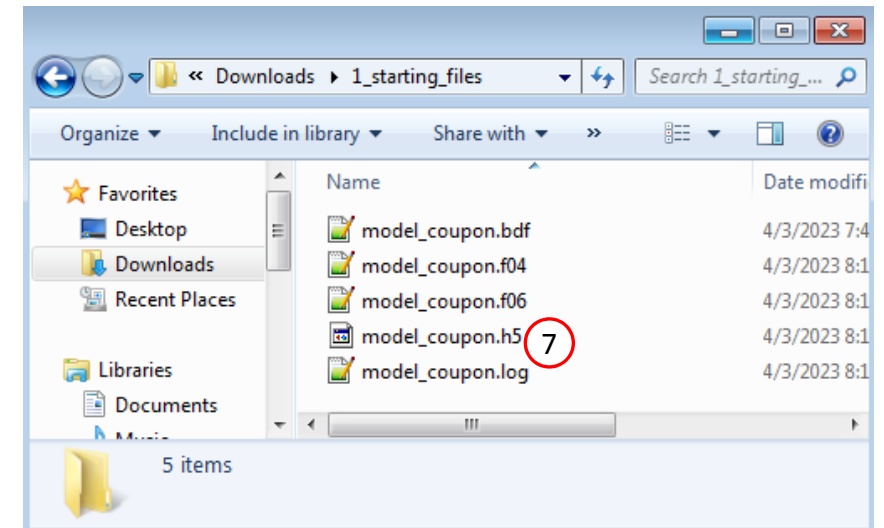 « Downloads ▸ 1_starting_files Search 1_starting_...
Organize ▼ Include in library ▼ Share with ▼ »
Favorites
Desktop
Downloads
Recent Places
Libraries
Documents
Name Date modifi
model_coupon.bdf 4/3/2023 7:4
model_coupon.f04 4/3/2023 8:1
model_coupon.f06 4/3/2023 8:1
model_coupon.h5 7 4/3/2023 8:1
model_coupon.log 4/3/2023 8:1
5 items